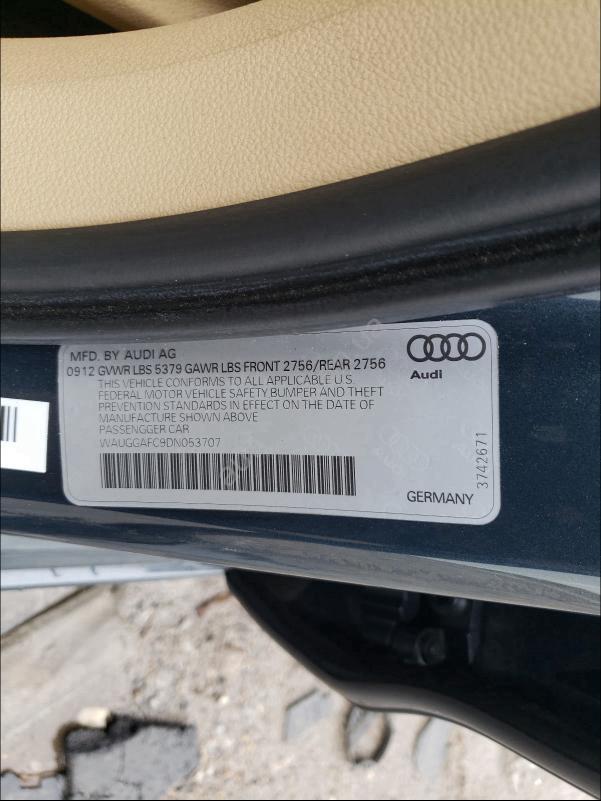 MFD. BY AUDI AG
0912 GVWR LBS 5379 GAWR LBS FRONT 2756/REAR 2756
THIS VEHICLE CONFORMS TO ALL APPLICABLE U.S.
FEDERAL MOTOR VEHICLE SAFETY, BUMPER AND THEFT
PREVENTION STANDARDS IN EFFECT ON THE DATE OF
MANUFACTURE SHOWN ABOVE
PASSENGGER CAR
WAUGGAFC9DN053707
Audi
GERMANY
3742671